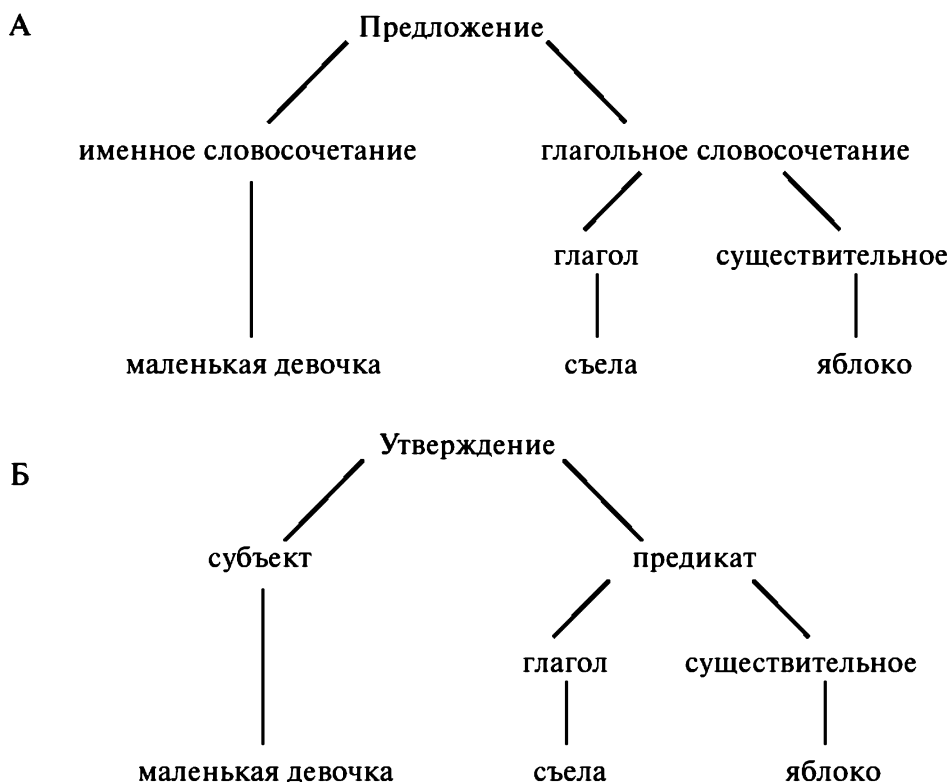 А
Предложение
именное словосочетание глагольное словосочетание
глагол существительное
маленькая девочка съела яблоко
Утверждение
Б
субъект предикат
глагол существительное
маленькая девочка съела яблоко